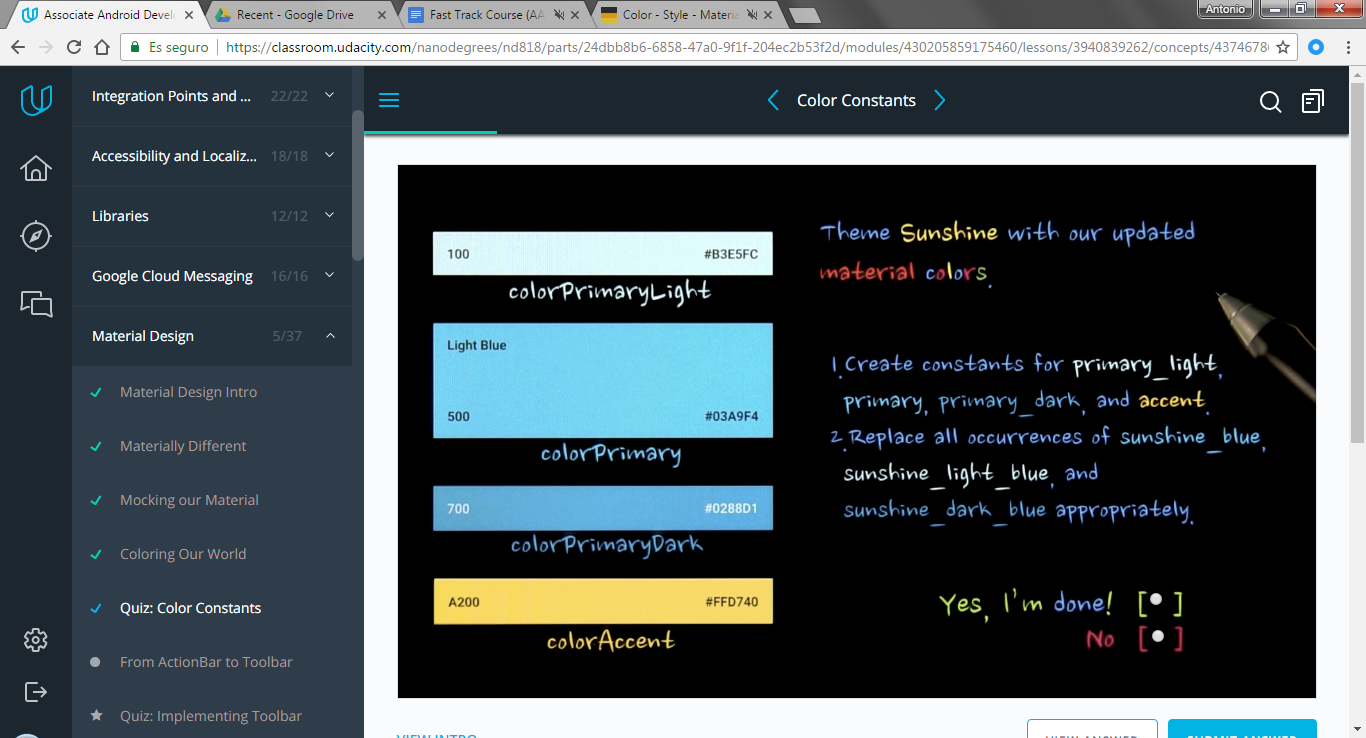 Associate Android Devel
Recent - Google Drive
Fast Track Course (AA
Color - Style - Materia
Antonio
Es seguro
https://classroom.udacity.com/nanodegrees/nd818/parts/24dbb8b6-6858-47a0-9f1f-204ec2b53f2d/modules/430205859175460/lessons/3940839262/concepts/4374678
Integration Points and ... 22/22
Accessibility and Localiz... 18/18
Libraries 12/12
Google Cloud Messaging 16/16
Material Design 5/37
Material Design Intro
Materially Different
Mocking our Material
Coloring Our World
Quiz: Color Constants
From ActionBar to Toolbar
Quiz: Implementing Toolbar
Color Constants
100 #B3E5FC
colorPrimaryLight
Light Blue
500 #03A9F4
colorPrimary
700 #0288D1
colorPrimaryDark
A200 #FFD740
colorAccent
Theme Sunshine with our updated
material colors.
1. Create constants for primary_light,
primary, primary_dark, and accent.
2. Replace all occurrences of sunshine_blue,
sunshine_light_blue, and
sunshine_dark_blue appropriately.
Yes, I'm done! [ ]
No [ ]
VIEW INTRO
VIEW ANSWER
SUBMIT ANSWER